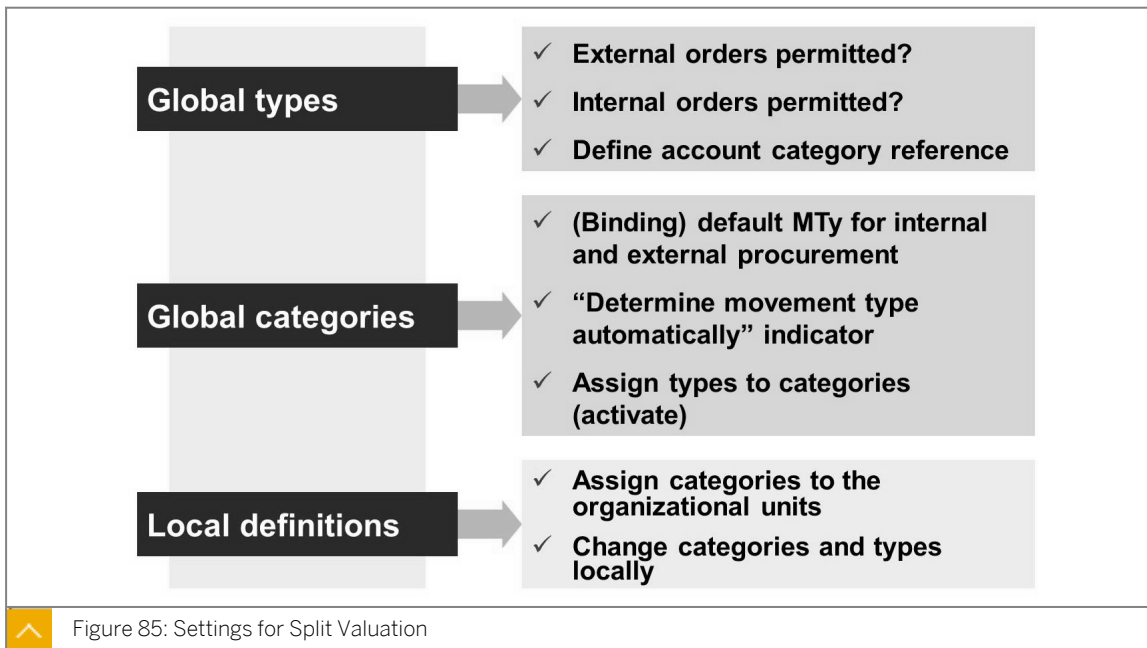 Global types
✓ External orders permitted?
✓ Internal orders permitted?
✓ Define account category reference
Global categories
✓ (Binding) default MTy for internal
and external procurement
✓ “Determine movement type
automatically” indicator
✓ Assign types to categories
(activate)
Local definitions
✓ Assign categories to the
organizational units
✓ Change categories and types
locally
Figure 85: Settings for Split Valuation